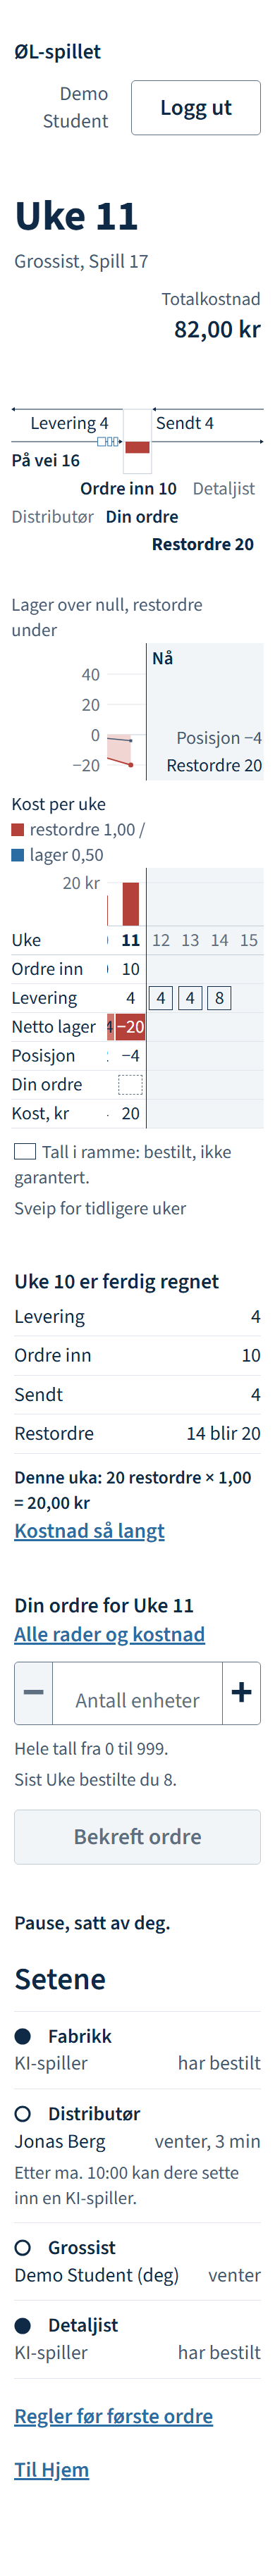 ØL-spillet
Demo
Student
Logg ut
Uke 11
Grossist, Spill 17
Totalkostnad
82,00 kr
Levering 4
Sendt 4
På vei 16
Ordre inn 10 Detaljist
Distributør Din ordre
Restordre 20
Lager over null, restordre
under
Nå
40
20
0
Posisjon −4
−20
Restordre 20
Kost per uke
restordre 1,00 /
lager 0,50
20 kr
Uke 11 12 13 14 15
Ordre inn 10
Levering 4 4 4 8
Netto lager −20
Posisjon −4
Din ordre
Kost, kr 20
Tall i ramme: bestilt, ikke
garantert.
Sveip for tidligere uker
Uke 10 er ferdig regnet
Levering 4
Ordre inn 10
Sendt 4
Restordre 14 blir 20
Denne uka: 20 restordre × 1,00
= 20,00 kr
Kostnad så langt
Din ordre for Uke 11
Alle rader og kostnad
− Antall enheter +
Hele tall fra 0 til 999.
Sist Uke bestilte du 8.
Bekreft ordre
Pause, satt av deg.
Setene
Fabrikk
KI-spiller har bestilt
Distributør
Jonas Berg venter, 3 min
Etter ma. 10:00 kan dere sette
inn en KI-spiller.
Grossist
Demo Student (deg) venter
Detaljist
KI-spiller har bestilt
Regler før første ordre
Til Hjem